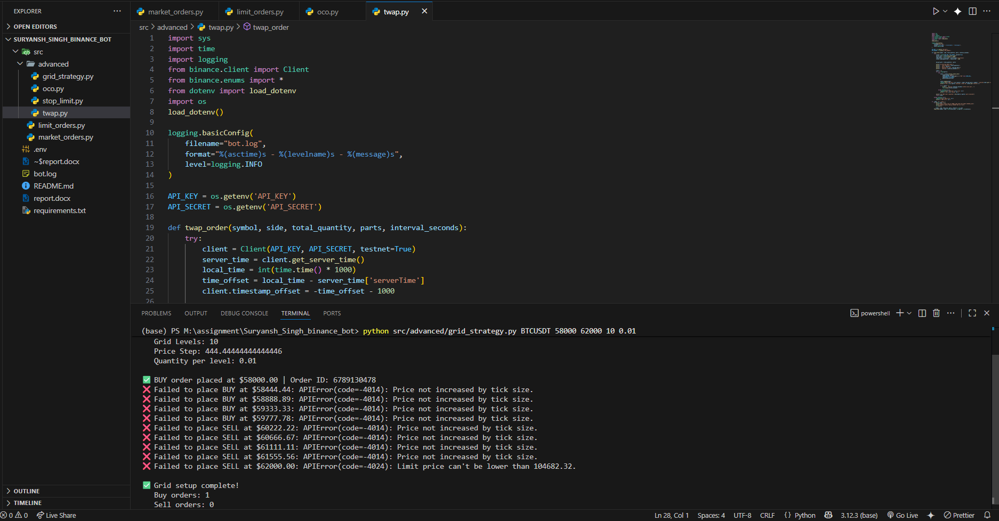 EXPLORER
OPEN EDITORS
SURYANSH_SINGH_BINANCE_BOT
src
advanced
grid_strategy.py
oco.py
stop_limit.py
twap.py
limit_orders.py
market_orders.py
.env
~$report.docx
bot.log
README.md
report.docx
requirements.txt
OUTLINE
TIMELINE
market_orders.py
limit_orders.py
oco.py
twap.py
src > advanced > twap.py > twap_order
1 import sys
2 import time
3 import logging
4 from binance.client import Client
5 from binance.enums import *
6 from dotenv import load_dotenv
7 import os
8 load_dotenv()
9
10 logging.basicConfig(
11     filename="bot.log",
12     format="%(asctime)s - %(levelname)s - %(message)s",
13     level=logging.INFO
14 )
15
16 API_KEY = os.getenv('API_KEY')
17 API_SECRET = os.getenv('API_SECRET')
18
19 def twap_order(symbol, side, total_quantity, parts, interval_seconds):
20     try:
21         client = Client(API_KEY, API_SECRET, testnet=True)
22         server_time = client.get_server_time()
23         local_time = int(time.time() * 1000)
24         time_offset = local_time - server_time['serverTime']
25         client.timestamp_offset = -time_offset - 1000
26
PROBLEMS OUTPUT DEBUG CONSOLE TERMINAL PORTS
powershell
(base) PS M:\assignment\Suryansh_Singh_binance_bot> python src/advanced/grid_strategy.py BTCUSDT 58000 62000 10 0.01
Grid Levels: 10
Price Step: 444.44444444444446
Quantity per level: 0.01
✅ BUY order placed at $58000.00 | Order ID: 6789130478
❌ Failed to place BUY at $58444.44: APIError(code=-4014): Price not increased by tick size.
❌ Failed to place BUY at $58888.89: APIError(code=-4014): Price not increased by tick size.
❌ Failed to place BUY at $59333.33: APIError(code=-4014): Price not increased by tick size.
❌ Failed to place BUY at $59777.78: APIError(code=-4014): Price not increased by tick size.
❌ Failed to place SELL at $60222.22: APIError(code=-4014): Price not increased by tick size.
❌ Failed to place SELL at $60666.67: APIError(code=-4014): Price not increased by tick size.
❌ Failed to place SELL at $61111.11: APIError(code=-4014): Price not increased by tick size.
❌ Failed to place SELL at $61555.56: APIError(code=-4014): Price not increased by tick size.
❌ Failed to place SELL at $62000.00: APIError(code=-4024): Limit price can't be lower than 104682.32.
✅ Grid setup complete!
Buy orders: 1
Sell orders: 0
0 0 Live Share
Ln 28, Col 1 Spaces: 4 UTF-8 CRLF {} Python 3.12.3 (base) Go Live Prettier